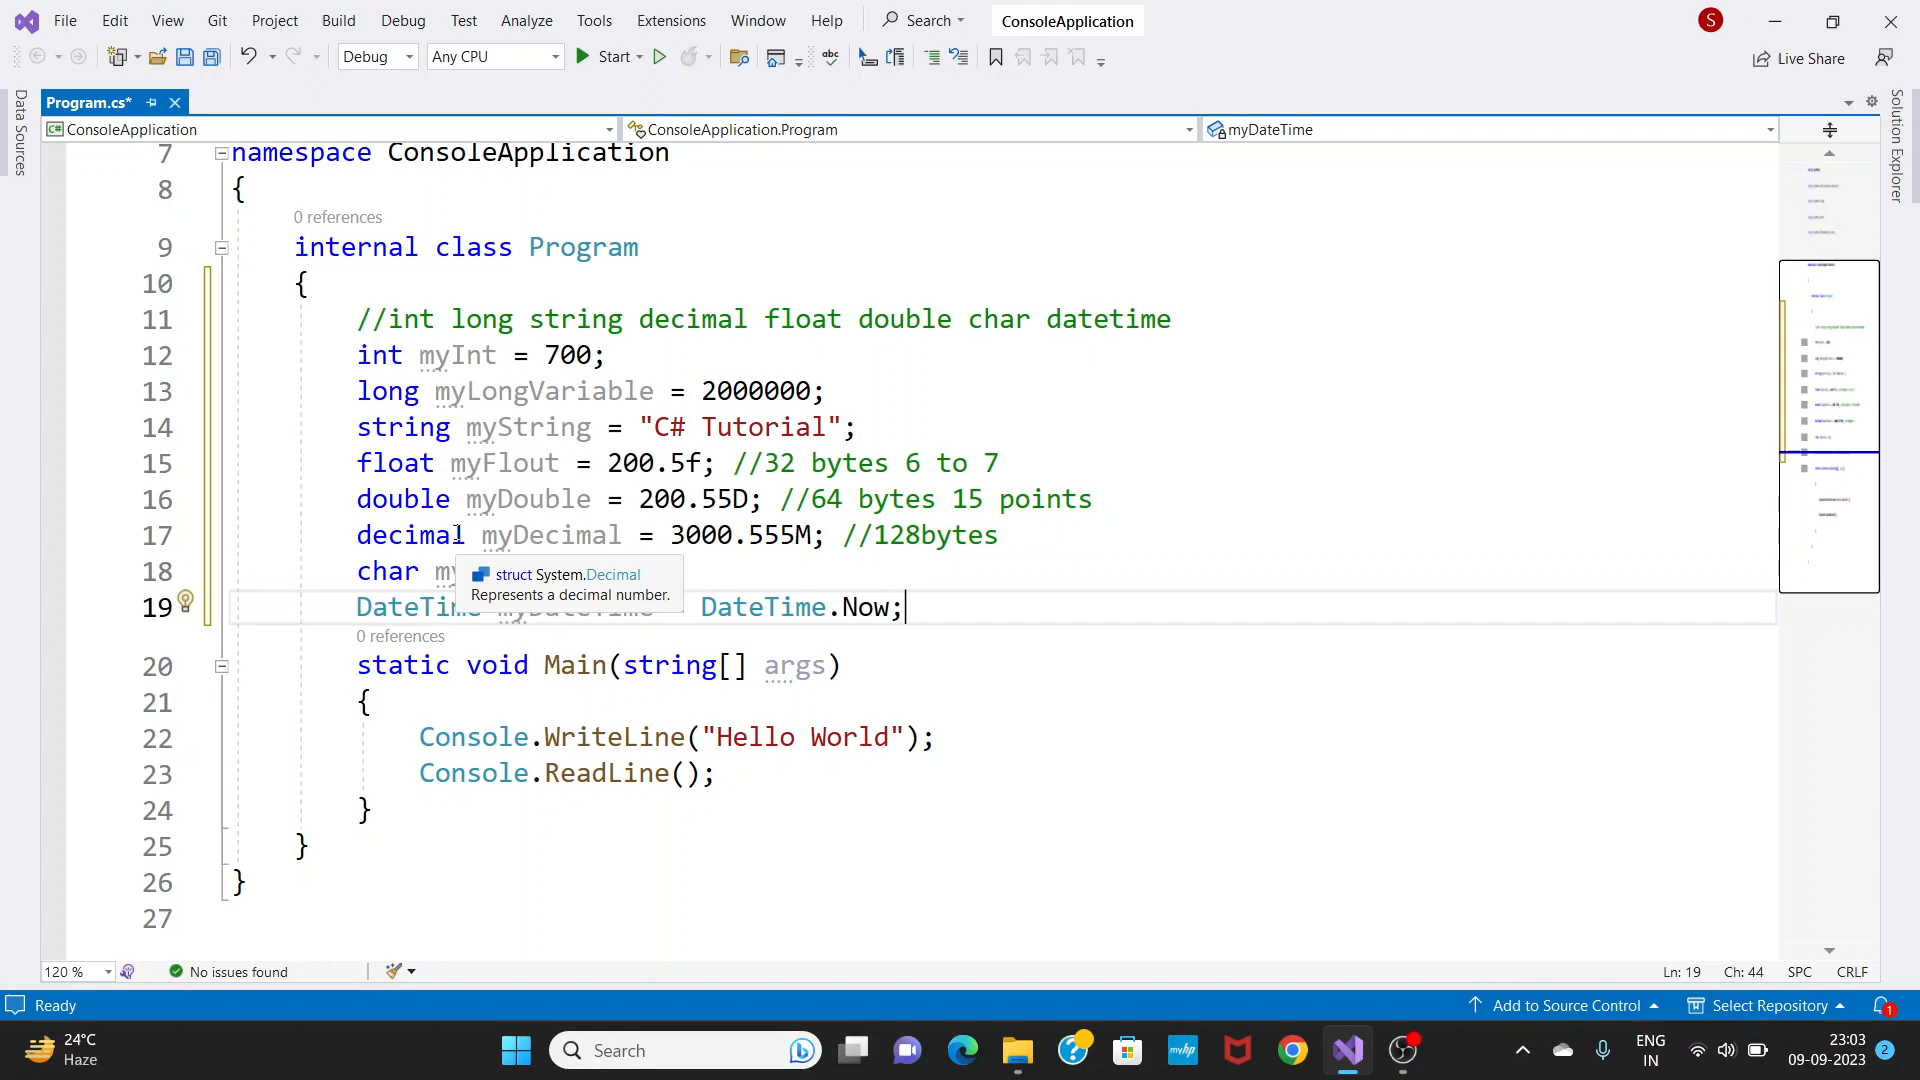 File Edit View Git Project Build Debug Test Analyze Tools Extensions Window Help Search ConsoleApplication S
Debug Any CPU Start abc Live Share
Data Sources
Program.cs*
Solution Explorer
C# ConsoleApplication ConsoleApplication.Program myDateTime
7 namespace ConsoleApplication
8 {
0 references
9 internal class Program
10 {
11 //int long string decimal float double char datetime
12 int myInt = 700;
13 long myLongVariable = 2000000;
14 string myString = "C# Tutorial";
15 float myFlout = 200.5f; //32 bytes 6 to 7
16 double myDouble = 200.55D; //64 bytes 15 points
17 decimal myDecimal = 3000.555M; //128bytes
18 char my
struct System.Decimal
Represents a decimal number.
19 DateTime myDateTime DateTime.Now;
0 references
20 static void Main(string[] args)
21 {
22 Console.WriteLine("Hello World");
23 Console.ReadLine();
24 }
25 }
26 }
27
120 % No issues found Ln: 19 Ch: 44 SPC CRLF
Ready Add to Source Control Select Repository 1
24°C
Haze
Search
myhp
ENG
IN
23:03
09-09-2023
2